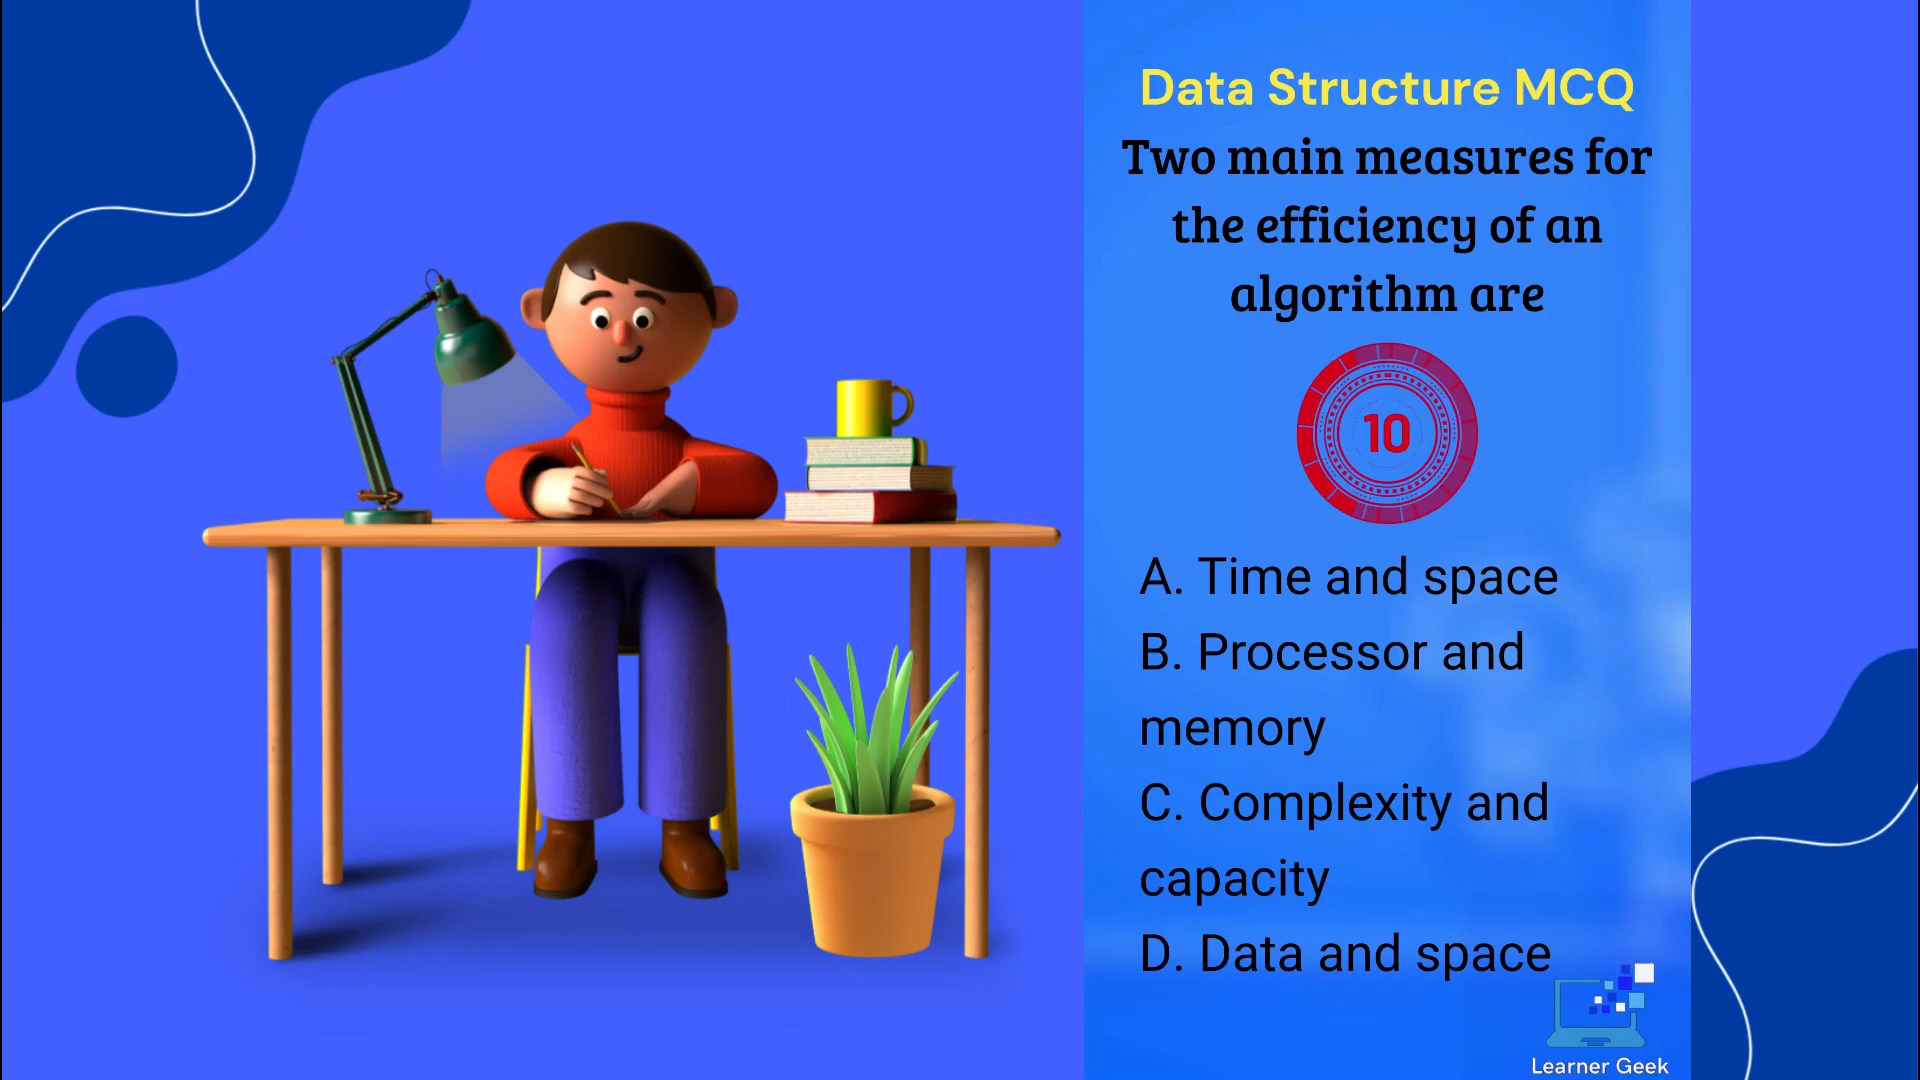 Data Structure MCQ
Two main measures for
the efficiency of an
algorithm are
10
A. Time and space
B. Processor and
memory
C. Complexity and
capacity
D. Data and space
Learner Geek